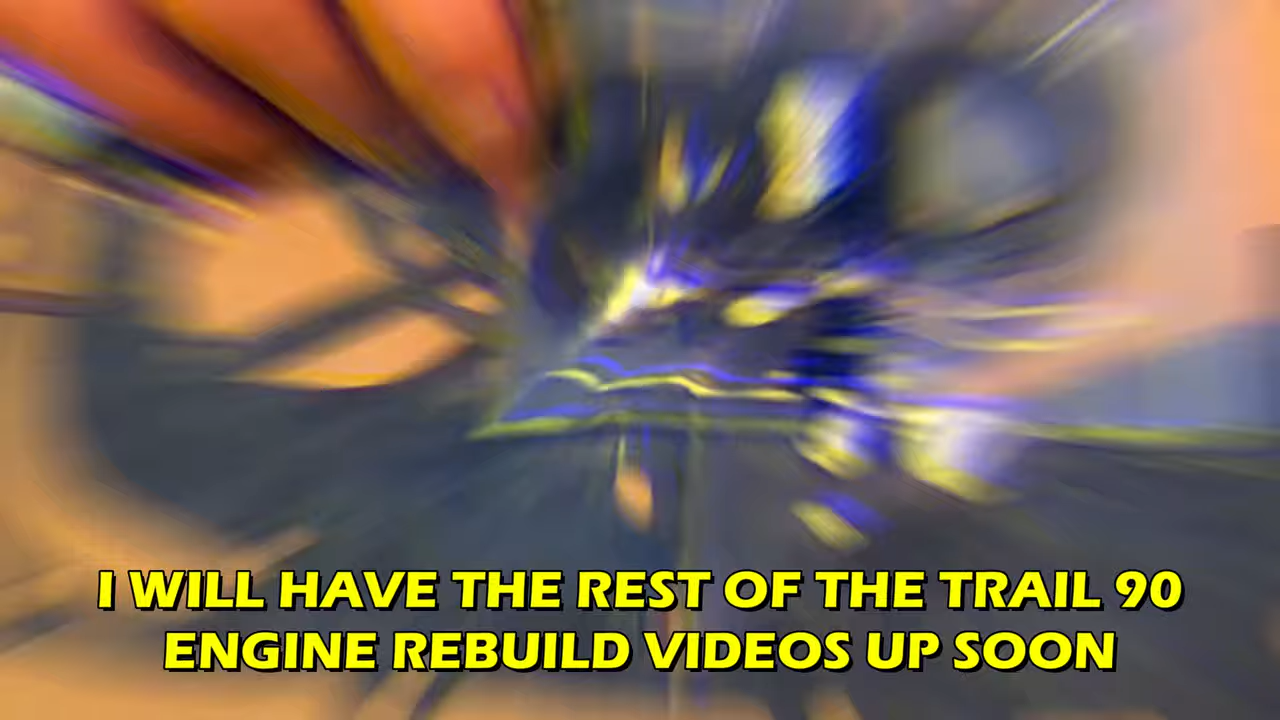 I WILL HAVE THE REST OF THE TRAIL 90
ENGINE REBUILD VIDEOS UP SOON